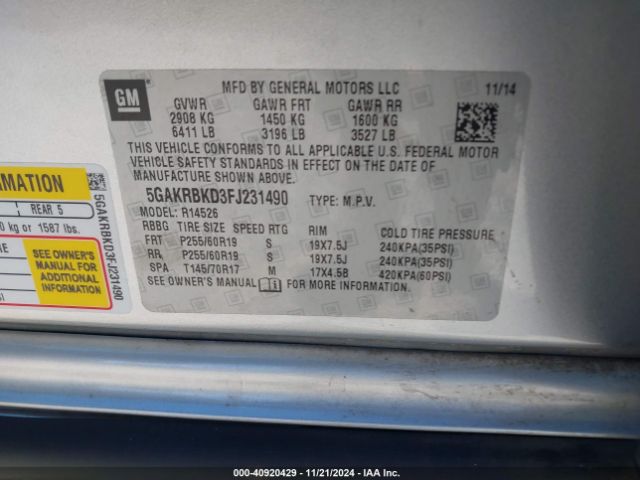 GM
MFD BY GENERAL MOTORS LLC 11/14
GVWR GAWR FRT GAWR RR
2908 KG 1450 KG 1600 KG
6411 LB 3196 LB 3527 LB
THIS VEHICLE CONFORMS TO ALL APPLICABLE U.S. FEDERAL MOTOR
VEHICLE SAFETY STANDARDS IN EFFECT ON THE DATE OF
MANUFACTURE SHOWN ABOVE.
5GAKRBKD3FJ231490 TYPE: M.P.V.
MODEL: R14526
RBBG TIRE SIZE SPEED RTG RIM COLD TIRE PRESSURE
FRT P255/60R19 S 19X7.5J 240KPA(35PSI)
RR P255/60R19 S 19X7.5J 240KPA(35PSI)
SPA T145/70R17 M 17X4.5B 420KPA(60PSI)
SEE OWNER'S MANUAL FOR MORE INFORMATION.
REAR 5
kg or 1587 lbs.
SEE OWNER'S
MANUAL FOR
ADDITIONAL
INFORMATION
5GAKRBKD3FJ231490
000-40920429 - 11/21/2024 - IAA Inc.